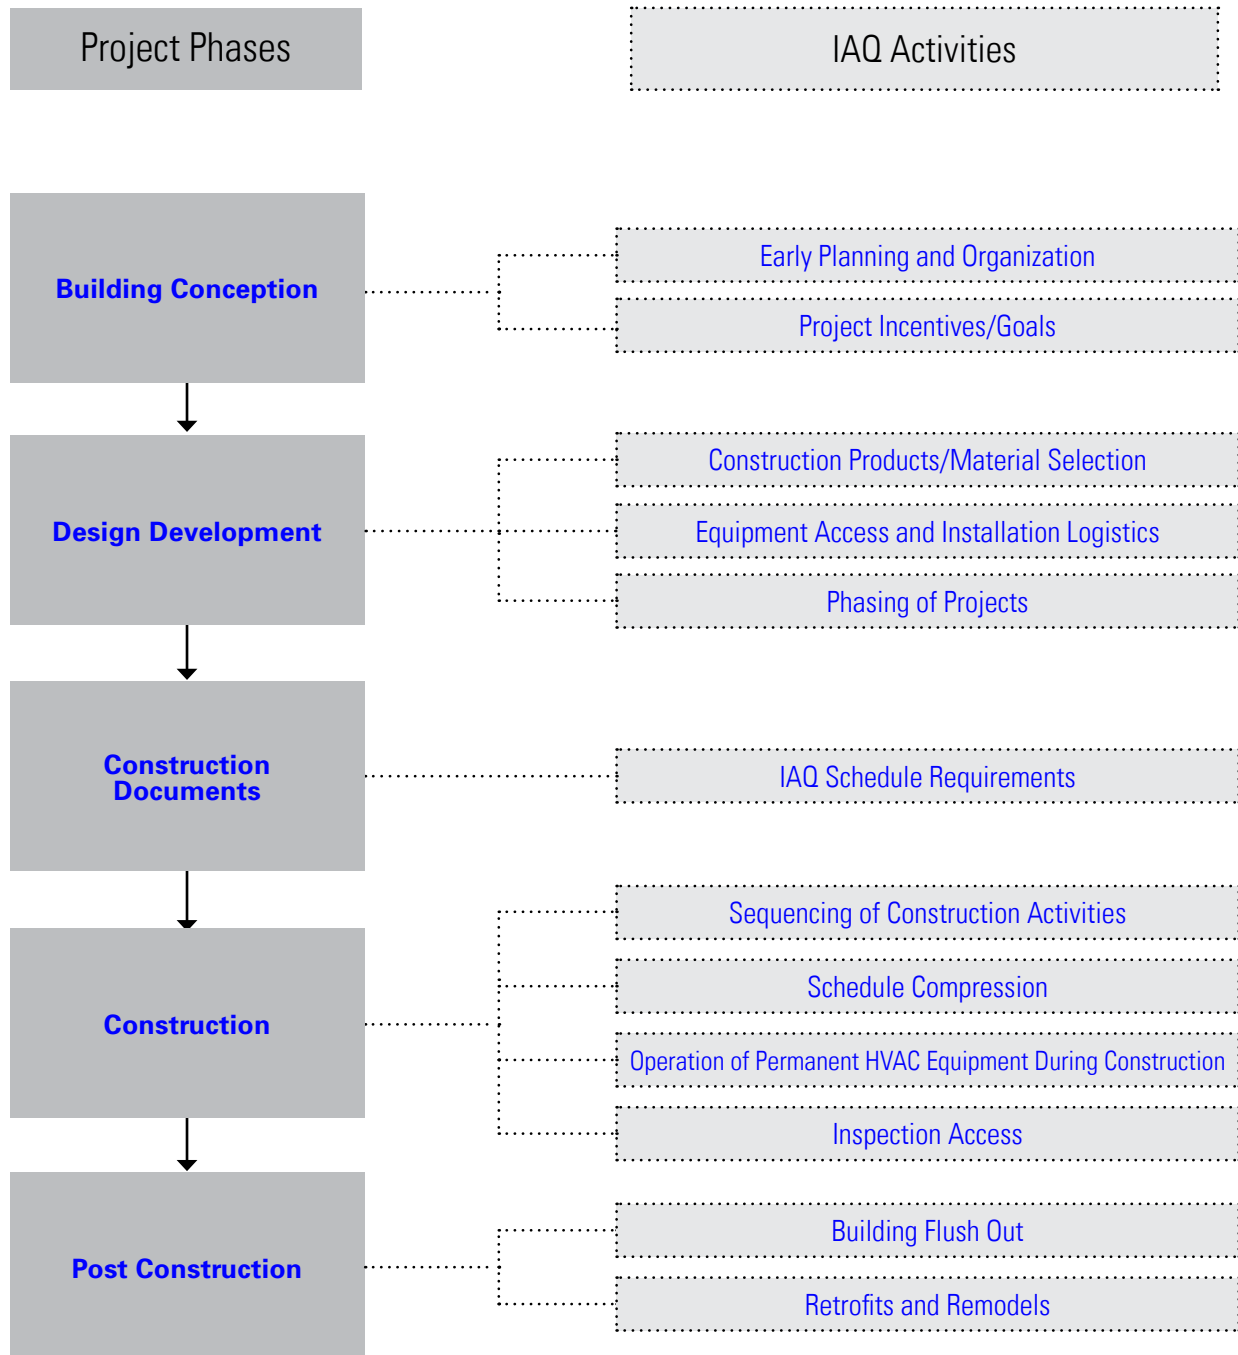 Project Phases
IAQ Activities
Building Conception
Early Planning and Organization
Project Incentives/Goals
Design Development
Construction Products/Material Selection
Equipment Access and Installation Logistics
Phasing of Projects
Construction
Documents
IAQ Schedule Requirements
Construction
Sequencing of Construction Activities
Schedule Compression
Operation of Permanent HVAC Equipment During Construction
Inspection Access
Post Construction
Building Flush Out
Retrofits and Remodels